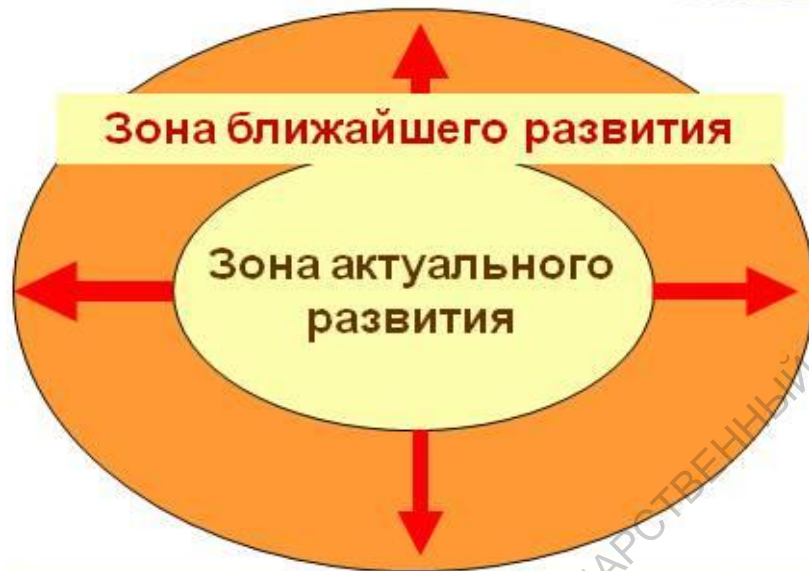 Зона ближайшего развития
Зона актуального
развития